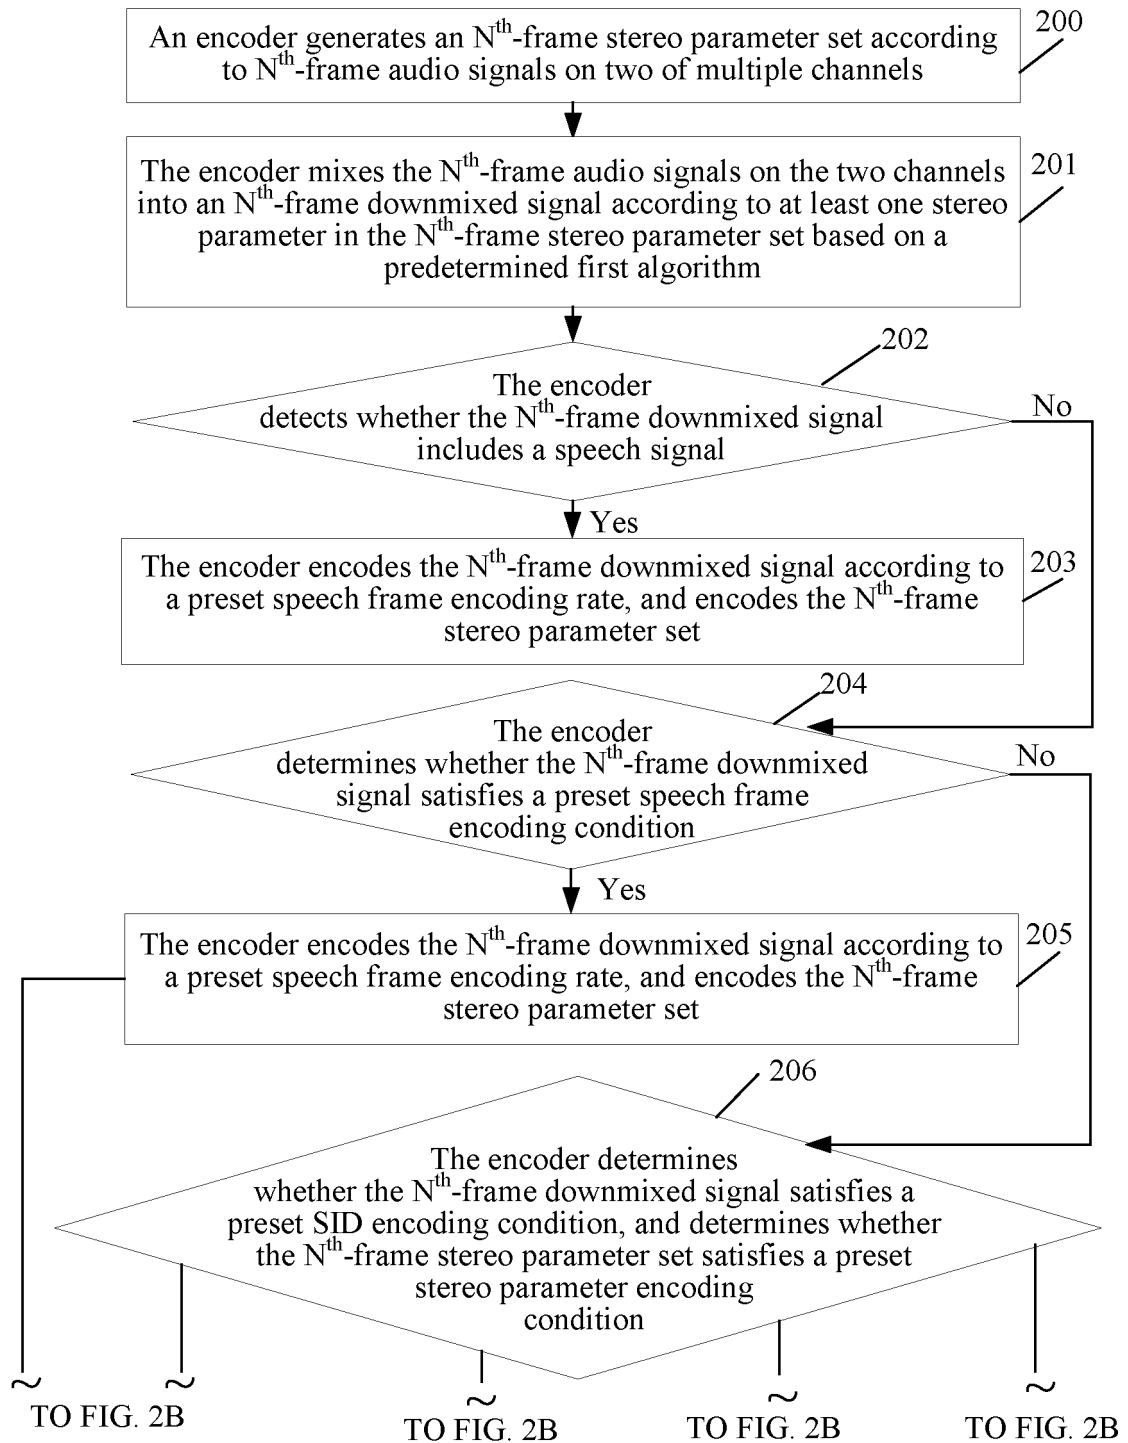 200
An encoder generates an Nth-frame stereo parameter set according
to Nth-frame audio signals on two of multiple channels
201
The encoder mixes the Nth-frame audio signals on the two channels
into an Nth-frame downmixed signal according to at least one stereo
parameter in the Nth-frame stereo parameter set based on a
predetermined first algorithm
202
The encoder
detects whether the Nth-frame downmixed signal
includes a speech signal
No
Yes
The encoder encodes the Nth-frame downmixed signal according to
a preset speech frame encoding rate, and encodes the Nth-frame
stereo parameter set
203
204
The encoder
determines whether the Nth-frame downmixed
signal satisfies a preset speech frame
encoding condition
No
Yes
The encoder encodes the Nth-frame downmixed signal according to
a preset speech frame encoding rate, and encodes the Nth-frame
stereo parameter set
205
206
The encoder determines
whether the Nth-frame downmixed signal satisfies a
preset SID encoding condition, and determines whether
the Nth-frame stereo parameter set satisfies a preset
stereo parameter encoding
condition
TO FIG. 2B
TO FIG. 2B
TO FIG. 2B
TO FIG. 2B